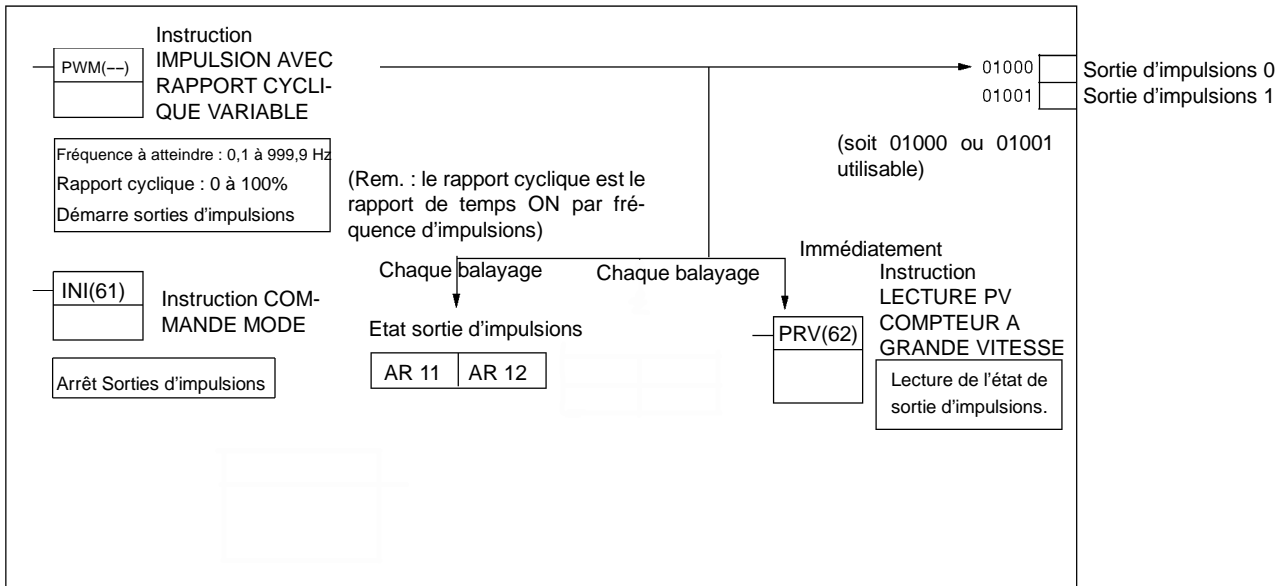 Instruction
IMPULSION AVEC
RAPPORT CYCLI-
QUE VARIABLE
PWM(––)
01000
Sortie d'impulsions 0
01001
Sortie d'impulsions 1
(soit 01000 ou 01001
utilisable)
Fréquence à atteindre : 0,1 à 999,9 Hz
Rapport cyclique : 0 à 100%
Démarre sorties d'impulsions
(Rem. : le rapport cyclique est le
rapport de temps ON par fré-
quence d'impulsions)
Chaque balayage
Chaque balayage
Immédiatement
INI(61)
Instruction COM-
MANDE MODE
Arrêt Sorties d'impulsions
Etat sortie d'impulsions
AR 11
AR 12
PRV(62)
Instruction
LECTURE PV
COMPTEUR A
GRANDE VITESSE
Lecture de l'état de
sortie d'impulsions.